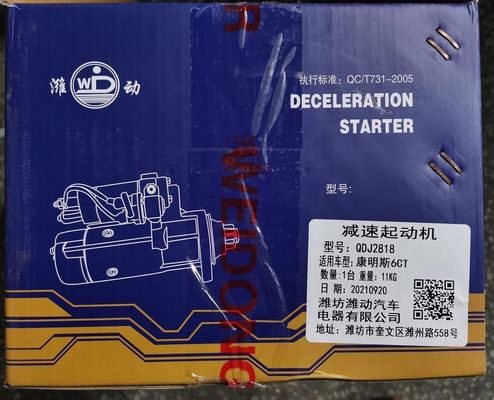 潍 WD 动
执行标准: QC/T731-2005
DECELERATION
STARTER
型号:
R WEIDONG
减速起动机
型号: QDJ2818
适用车型: 康明斯6CT
数量: 1台 重量: 11KG
日 期: 20210920
潍坊潍动汽车
电器有限公司
地址: 潍坊市奎文区潍州路558号